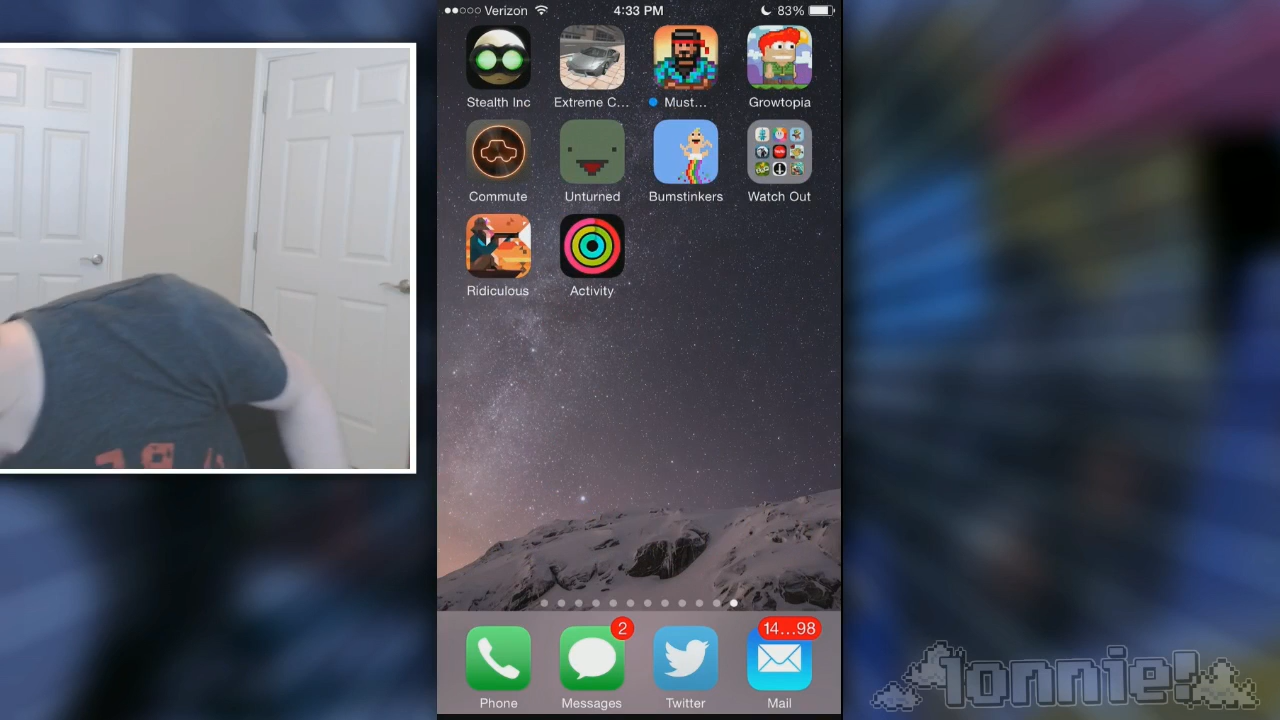 Verizon 4:33 PM 83%
Stealth Inc Extreme C... Must... Growtopia
Commute Unturned Bumstinkers Watch Out
Ridiculous Activity
2 14...98
Phone Messages Twitter Mail
lonnie!